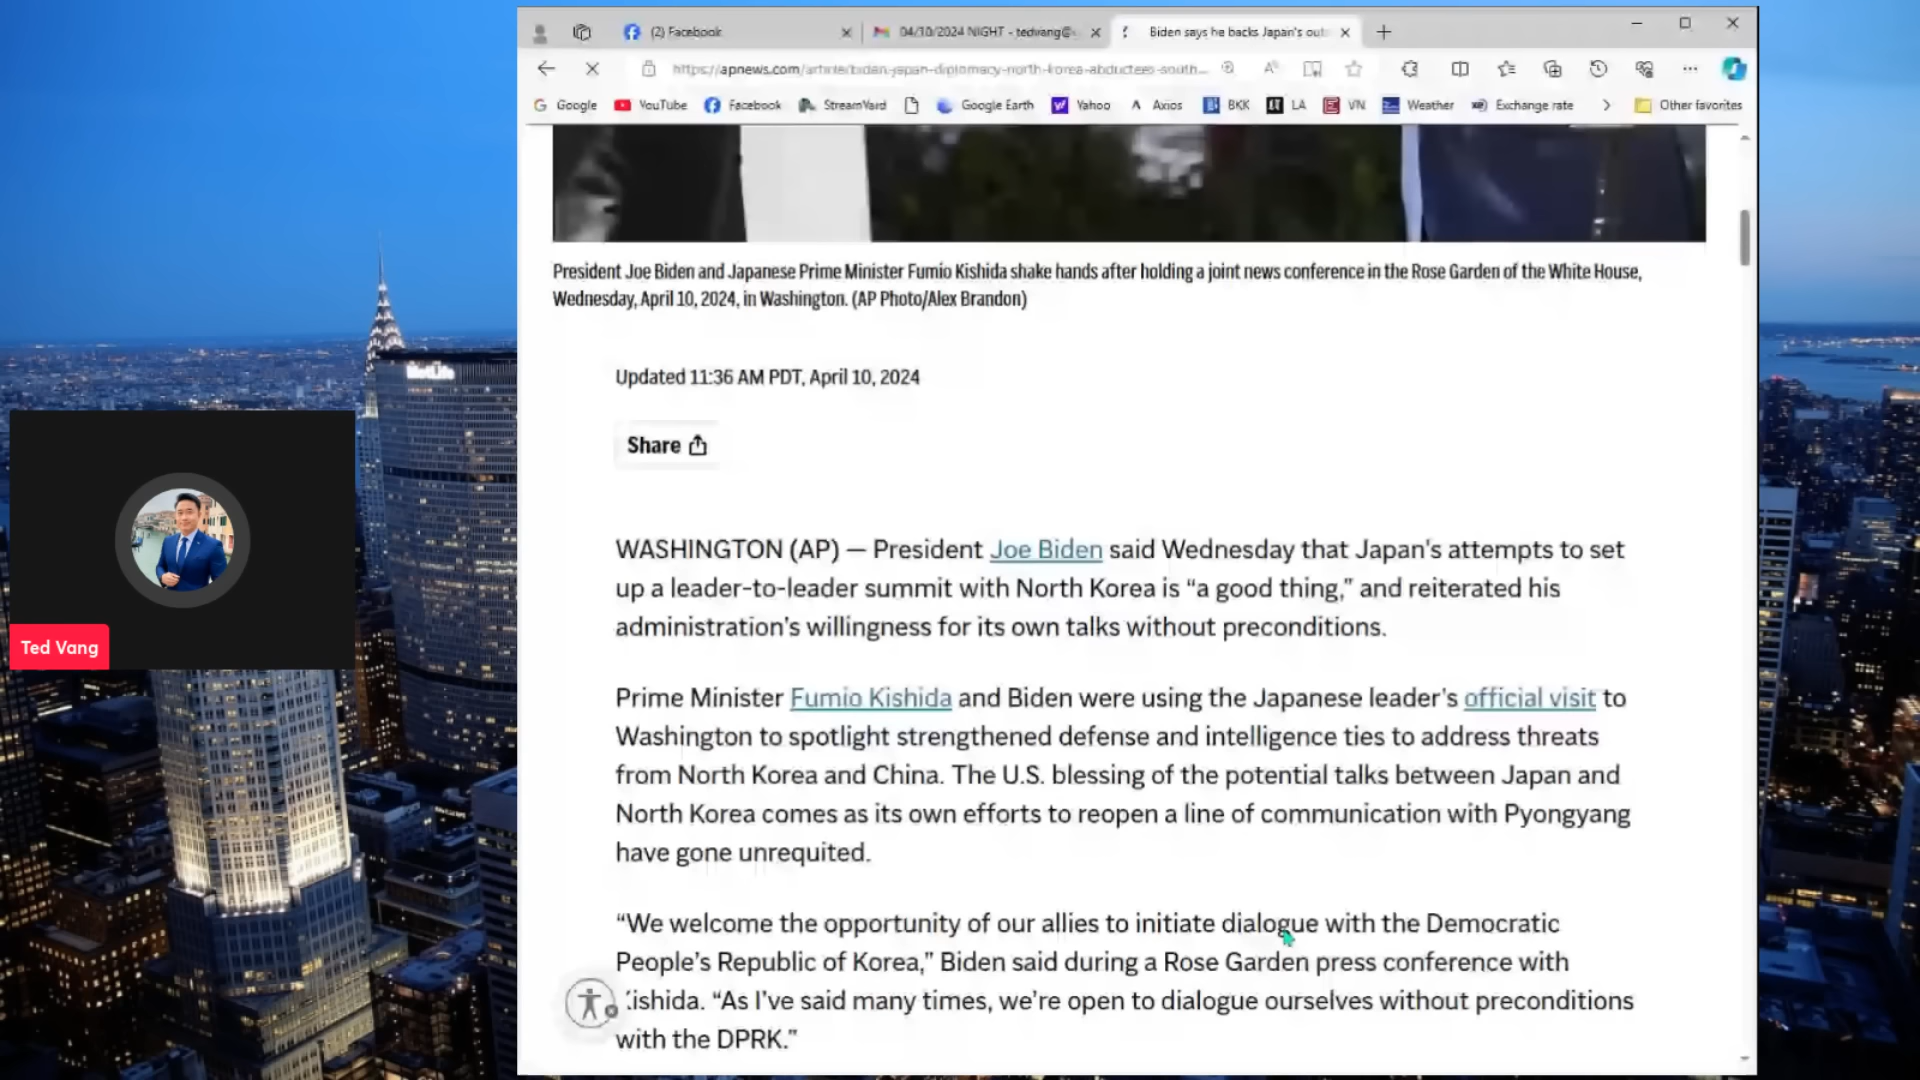 (2) Facebook
04/10/2024 NIGHT - tedvang@
Biden says he backs Japan's out
https://apnews.com/article/biden-japan-diplomacy-north-korea-abductees-south...
Google YouTube Facebook StreamYard Google Earth Yahoo Axios BKK LA VN Weather Exchange rate Other favorites
President Joe Biden and Japanese Prime Minister Fumio Kishida shake hands after holding a joint news conference in the Rose Garden of the White House,
Wednesday, April 10, 2024, in Washington. (AP Photo/Alex Brandon)
Updated 11:36 AM PDT, April 10, 2024
Share
WASHINGTON (AP) — President Joe Biden said Wednesday that Japan's attempts to set
up a leader-to-leader summit with North Korea is “a good thing,” and reiterated his
administration's willingness for its own talks without preconditions.
Prime Minister Fumio Kishida and Biden were using the Japanese leader's official visit to
Washington to spotlight strengthened defense and intelligence ties to address threats
from North Korea and China. The U.S. blessing of the potential talks between Japan and
North Korea comes as its own efforts to reopen a line of communication with Pyongyang
have gone unrequited.
“We welcome the opportunity of our allies to initiate dialogue with the Democratic
People's Republic of Korea,” Biden said during a Rose Garden press conference with
Kishida. “As I've said many times, we're open to dialogue ourselves without preconditions
with the DPRK.”
MetLife
Ted Vang